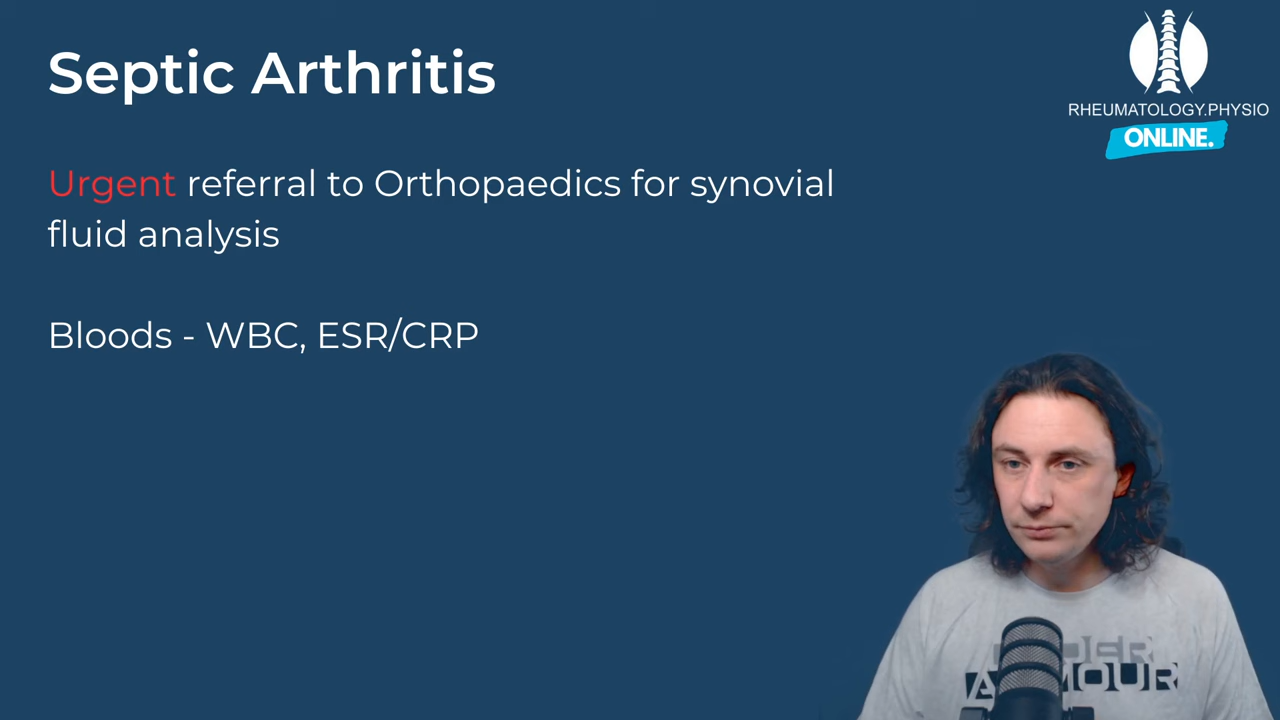 Septic Arthritis
RHEUMATOLOGY.PHYSIO
ONLINE.
Urgent referral to Orthopaedics for synovial
fluid analysis
Bloods - WBC, ESR/CRP